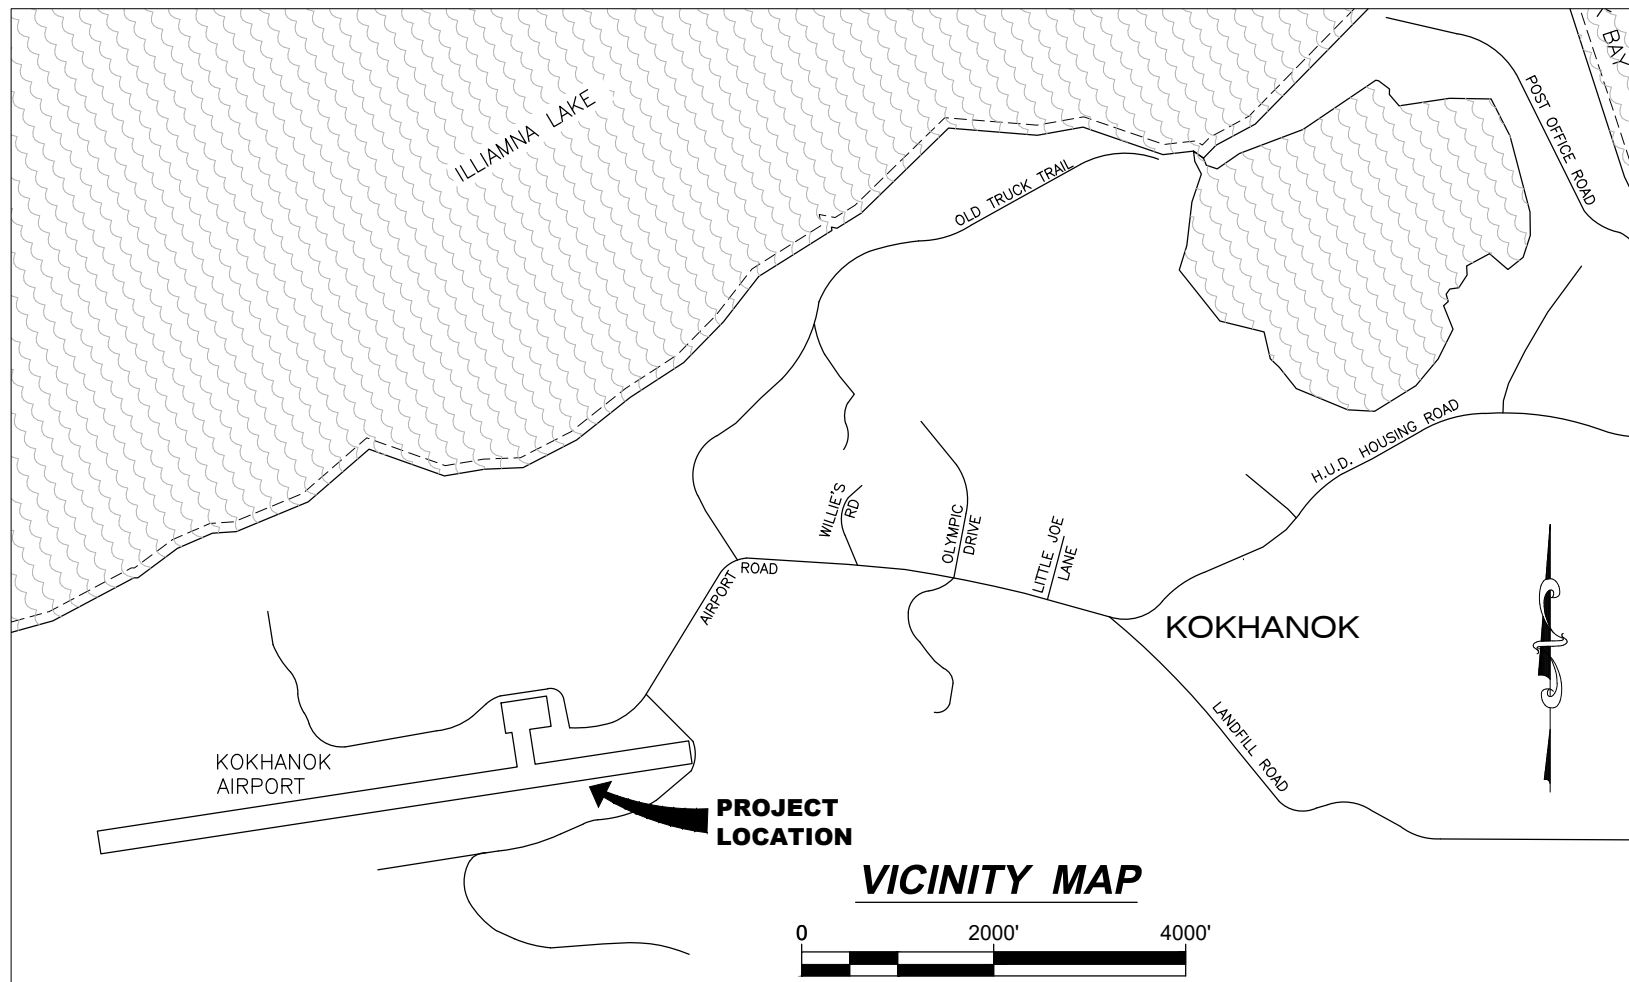 ILLIAMNA LAKE
BAY
POST OFFICE ROAD
OLD TRUCK TRAIL
H.U.D. HOUSING ROAD
WILLIE'S
RD
OLYMPIC
DRIVE
LITTLE JOE
LANE
AIRPORT ROAD
KOKHANOK
LANDFILL ROAD
KOKHANOK
AIRPORT
PROJECT
LOCATION
VICINITY MAP
0 2000' 4000'